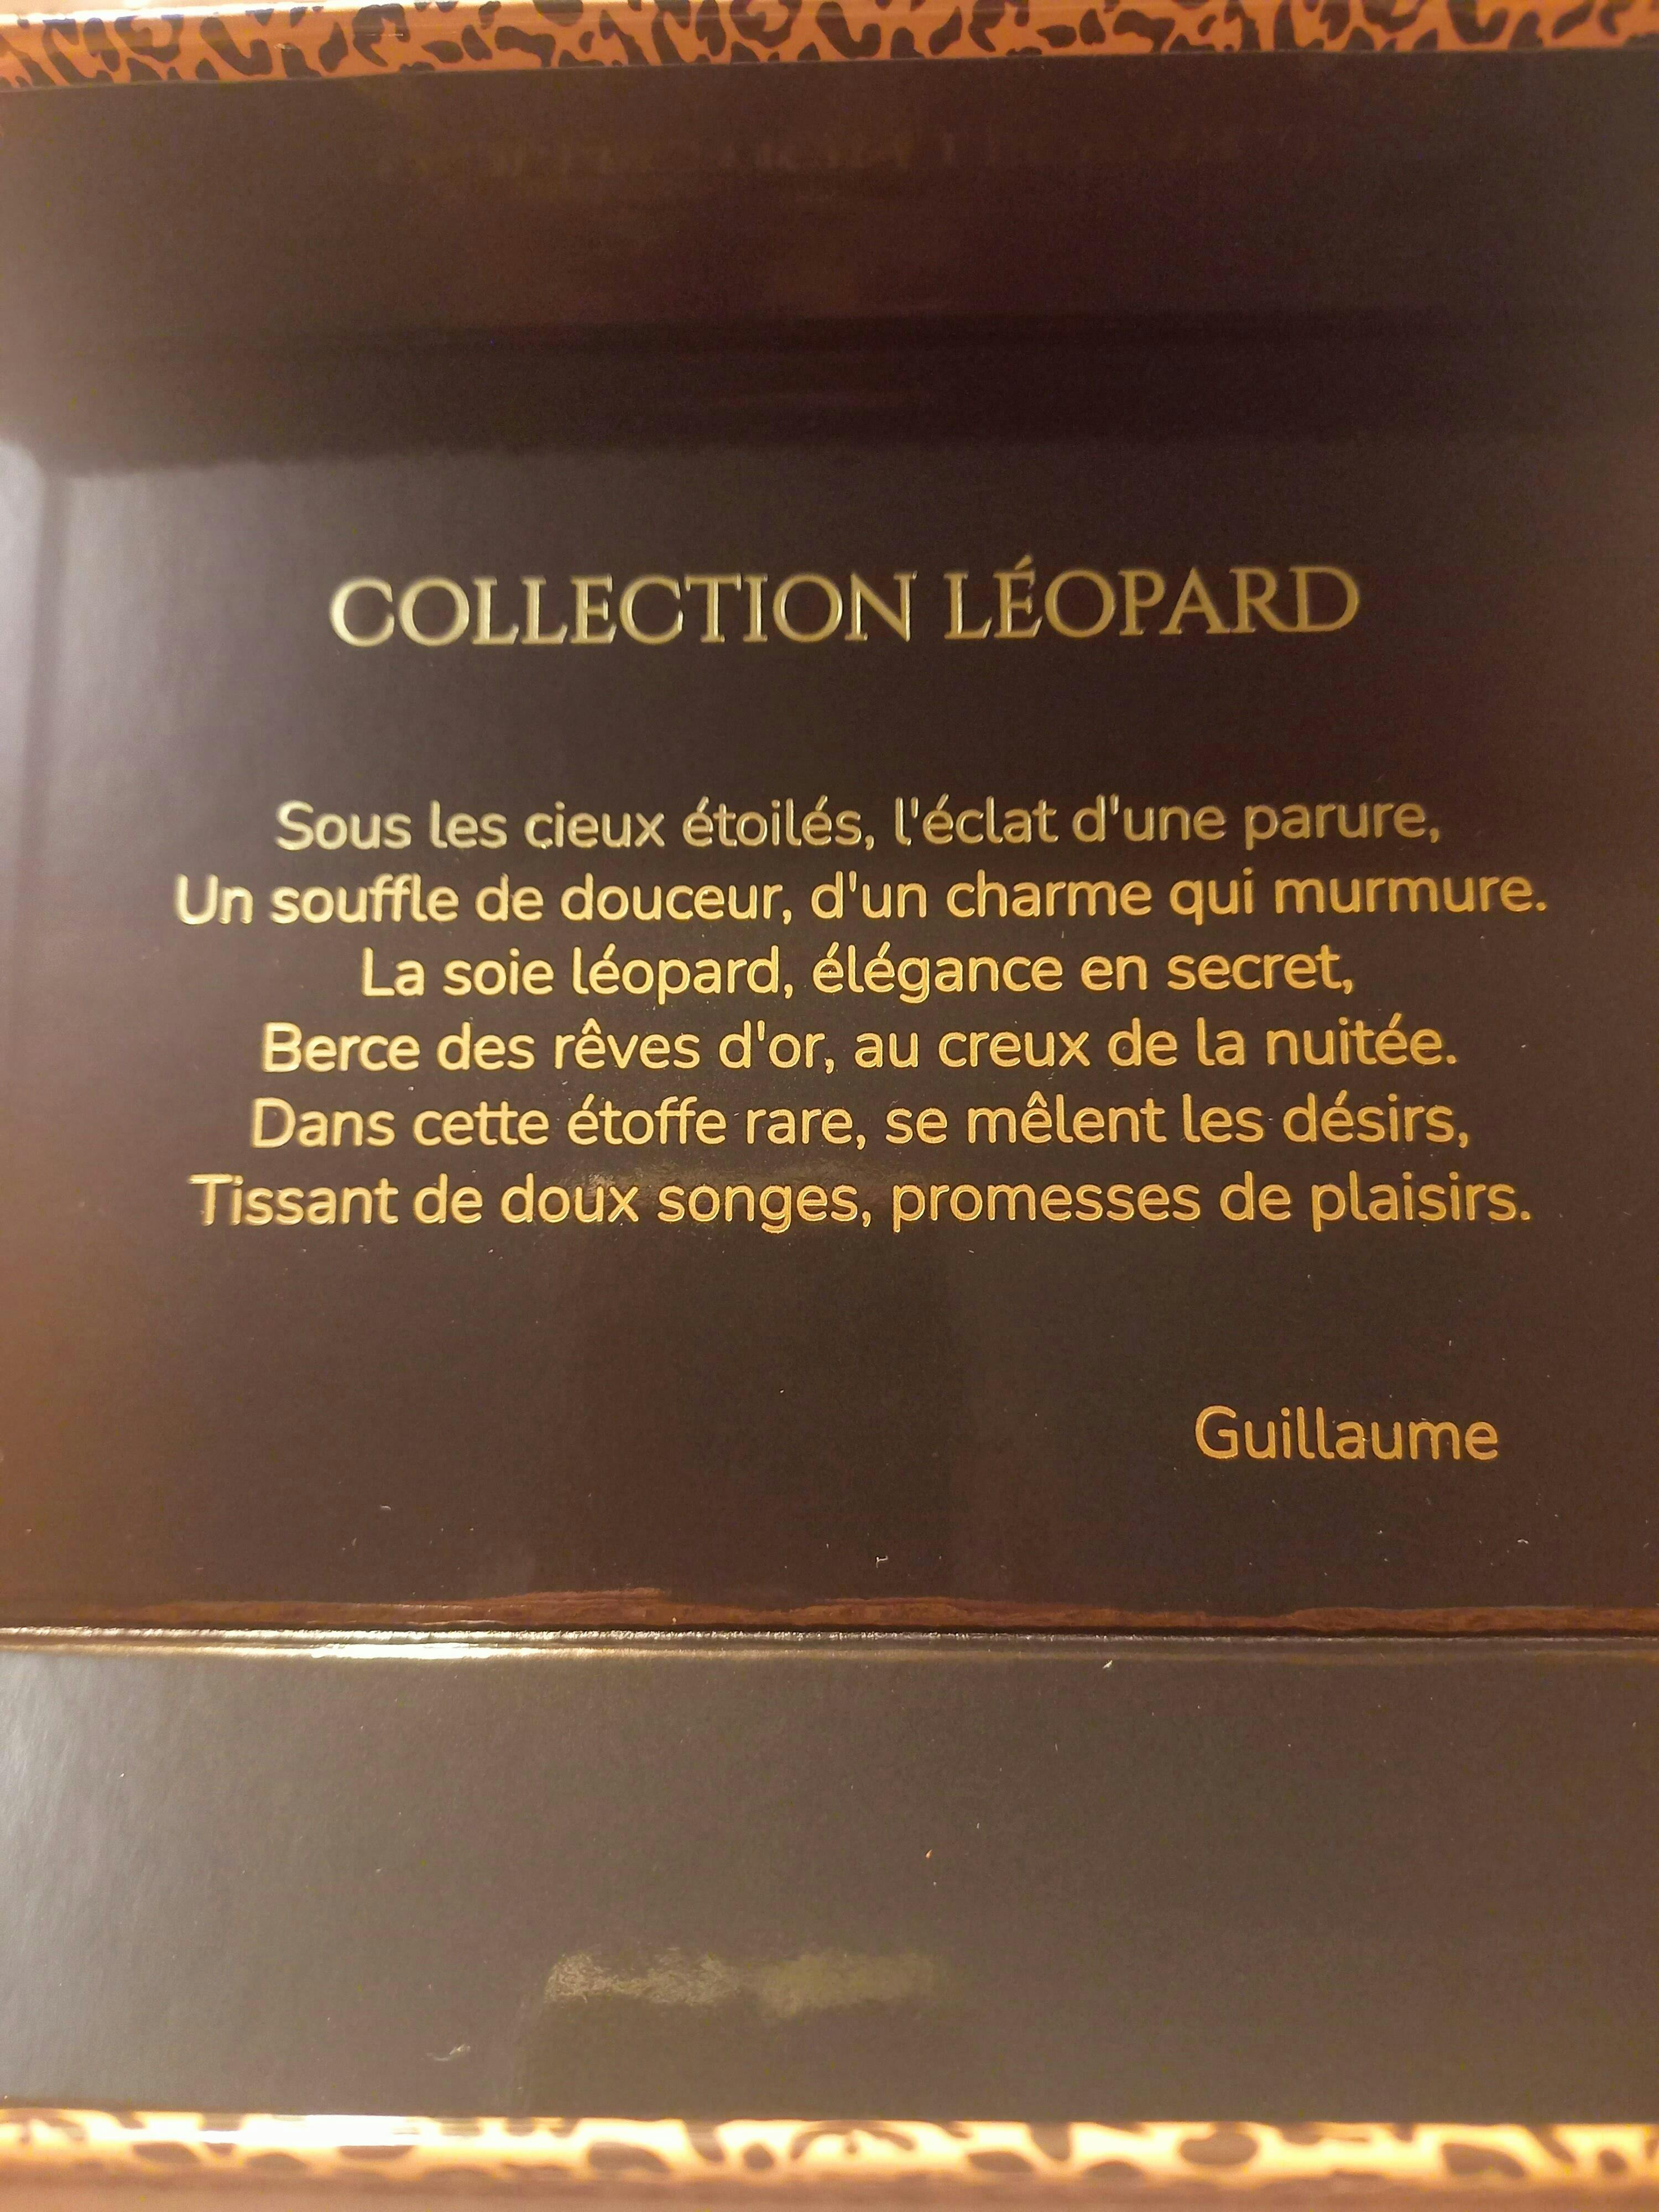 COLLECTION LÉOPARD
Sous les cieux étoilés, l'éclat d'une parure,
Un souffle de douceur, d'un charme qui murmure.
La soie léopard, élégance en secret,
Berce des rêves d'or, au creux de la nuitée.
Dans cette étoffe rare, se mêlent les désirs,
Tissant de doux songes, promesses de plaisirs.
Guillaume